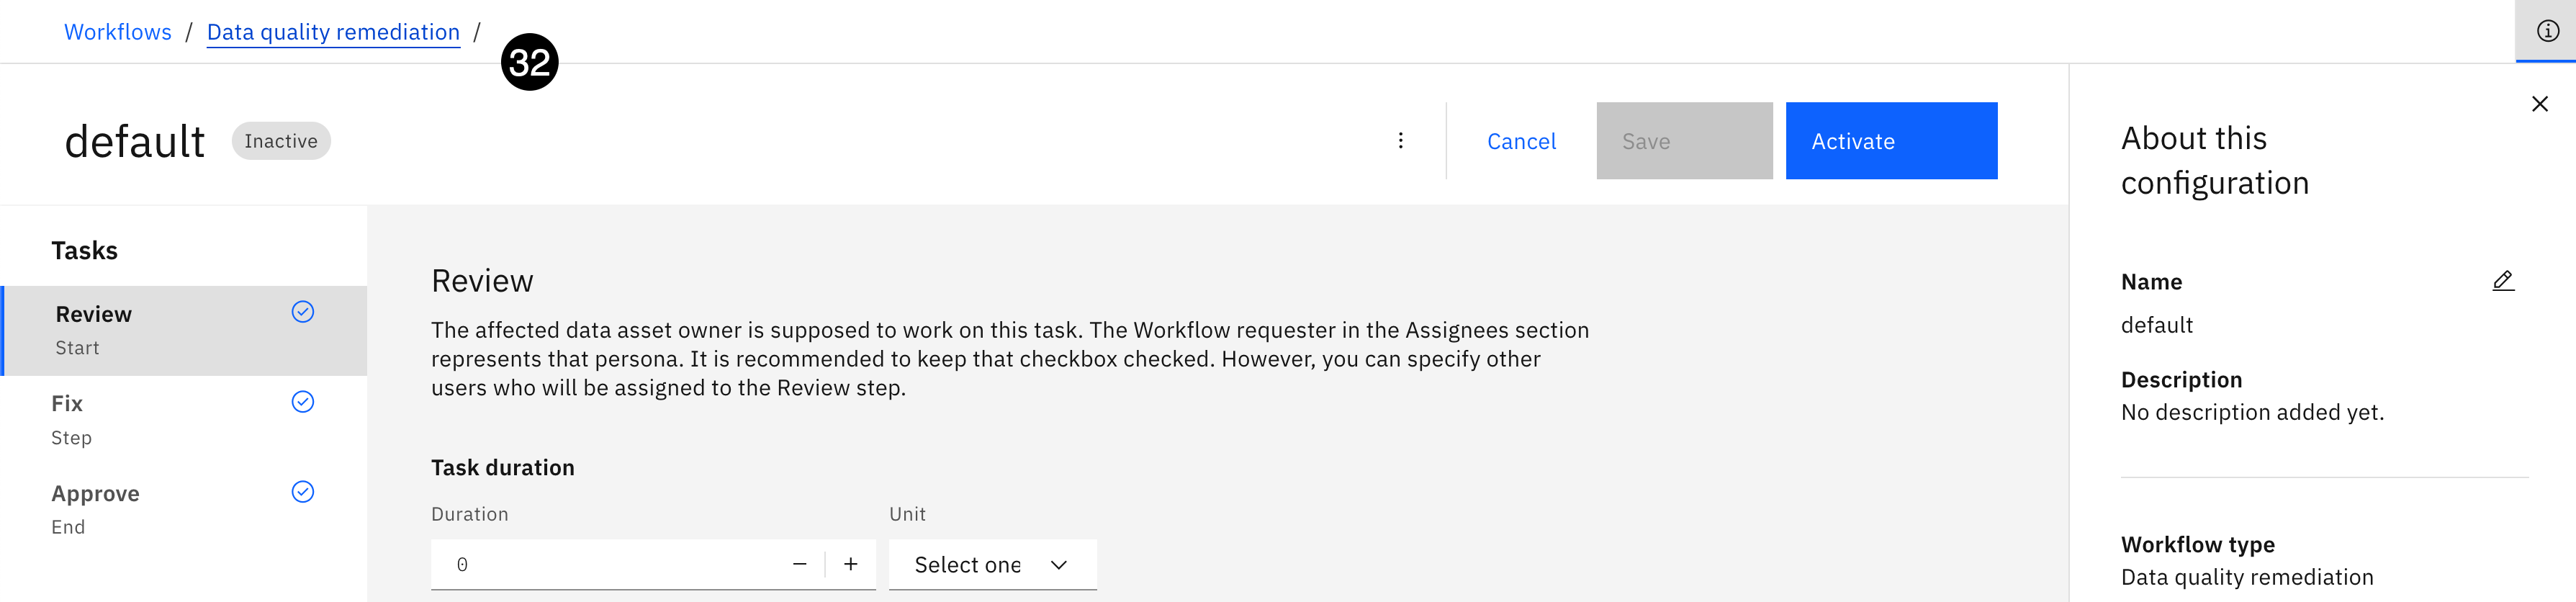 Workflows / Data quality remediation /
32
default Inactive
Cancel Save Activate
Tasks
Review
Start
Fix
Step
Approve
End
Review
The affected data asset owner is supposed to work on this task. The Workflow requester in the Assignees section
represents that persona. It is recommended to keep that checkbox checked. However, you can specify other
users who will be assigned to the Review step.
Task duration
Duration Unit
0 Select one
About this
configuration
Name
default
Description
No description added yet.
Workflow type
Data quality remediation